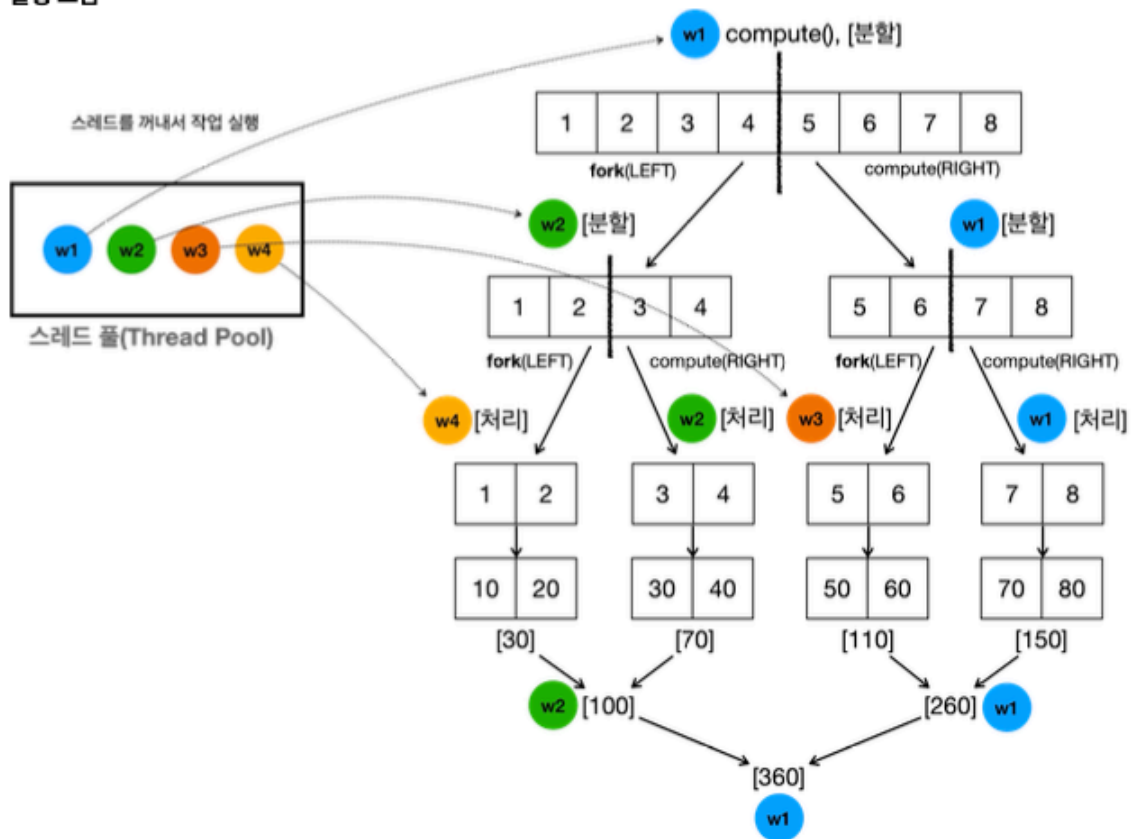 w1 compute(), [분할]
스레드를 꺼내서 작업 실행
1 2 3 4 5 6 7 8
fork(LEFT) compute(RIGHT)
w1 w2 w3 w4
스레드 풀(Thread Pool)
w2 [분할] w1 [분할]
1 2 3 4 5 6 7 8
fork(LEFT) compute(RIGHT) fork(LEFT) compute(RIGHT)
w4 [처리] w2 [처리] w3 [처리] w1 [처리]
1 2 3 4 5 6 7 8
10 20 30 40 50 60 70 80
[30] [70] [110] [150]
w2 [100] [260] w1
[360]
w1